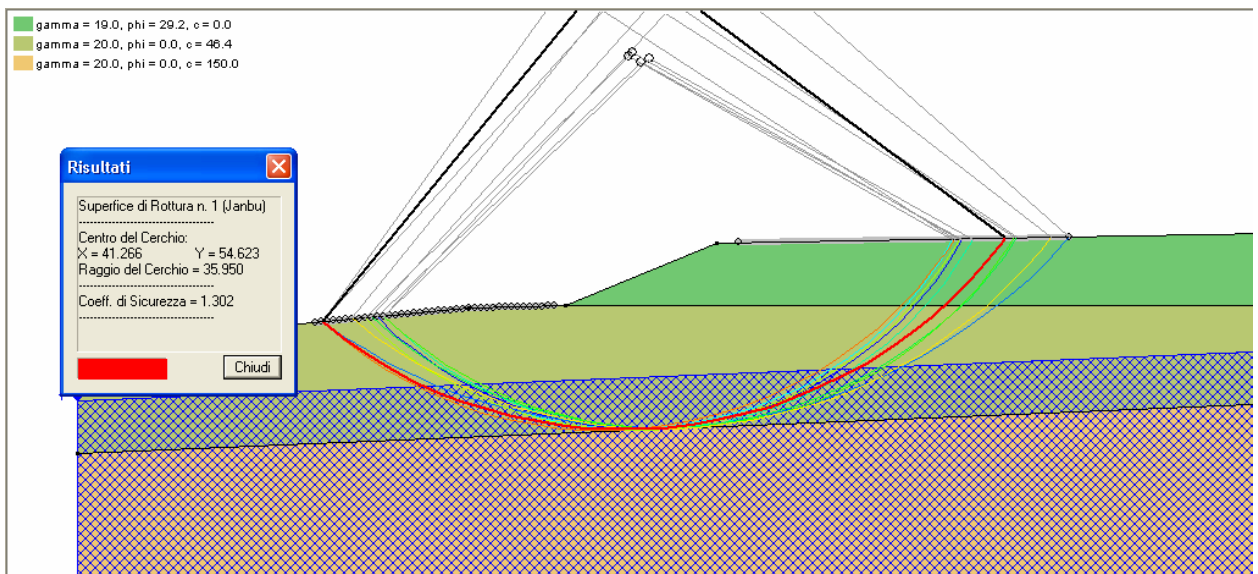 gamma = 19.0, phi = 29.2, c = 0.0
gamma = 20.0, phi = 0.0, c = 46.4
gamma = 20.0, phi = 0.0, c = 150.0
Risultati
Superfice di Rottura n. 1 (Janbu)
Centro del Cerchio:
X = 41.266 Y = 54.623
Raggio del Cerchio = 35.950
Coeff. di Sicurezza = 1.302
Chiudi